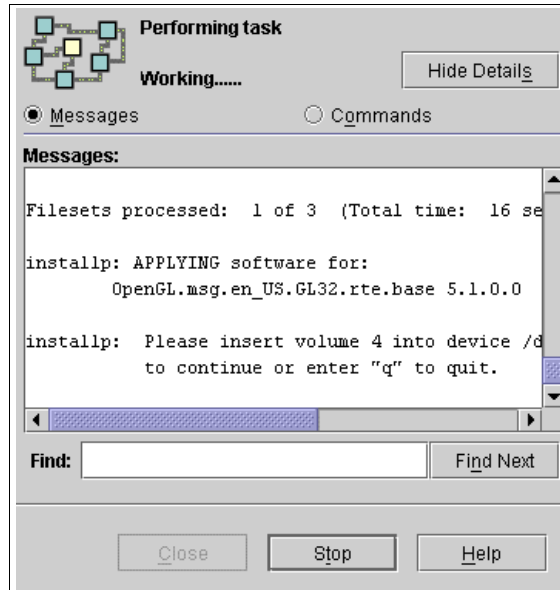 Performing task
Working......
Hide Details
Messages
Commands
Messages:
Filesets processed:  1 of 3  (Total time:  16 se
installp: APPLYING software for:
OpenGL.msg.en_US.GL32.rte.base 5.1.0.0
installp:  Please insert volume 4 into device /d
to continue or enter "q" to quit.
Find:
Find Next
Close
Stop
Help